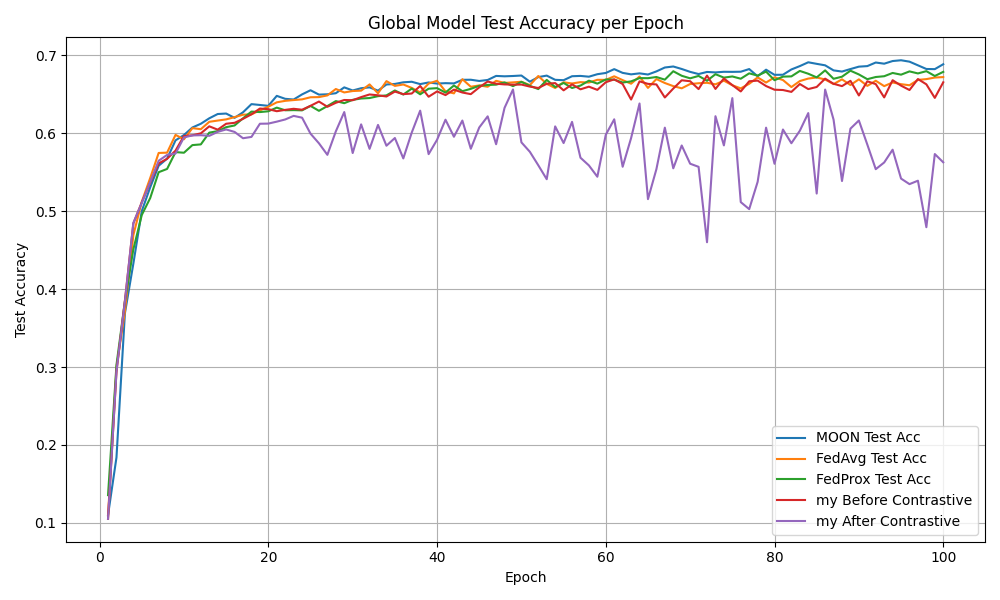 Global Model Test Accuracy per Epoch
Test Accuracy
0.7
0.6
0.5
0.4
0.3
0.2
0.1
0
20
40
60
80
100
Epoch
MOON Test Acc
FedAvg Test Acc
FedProx Test Acc
my Before Contrastive
my After Contrastive